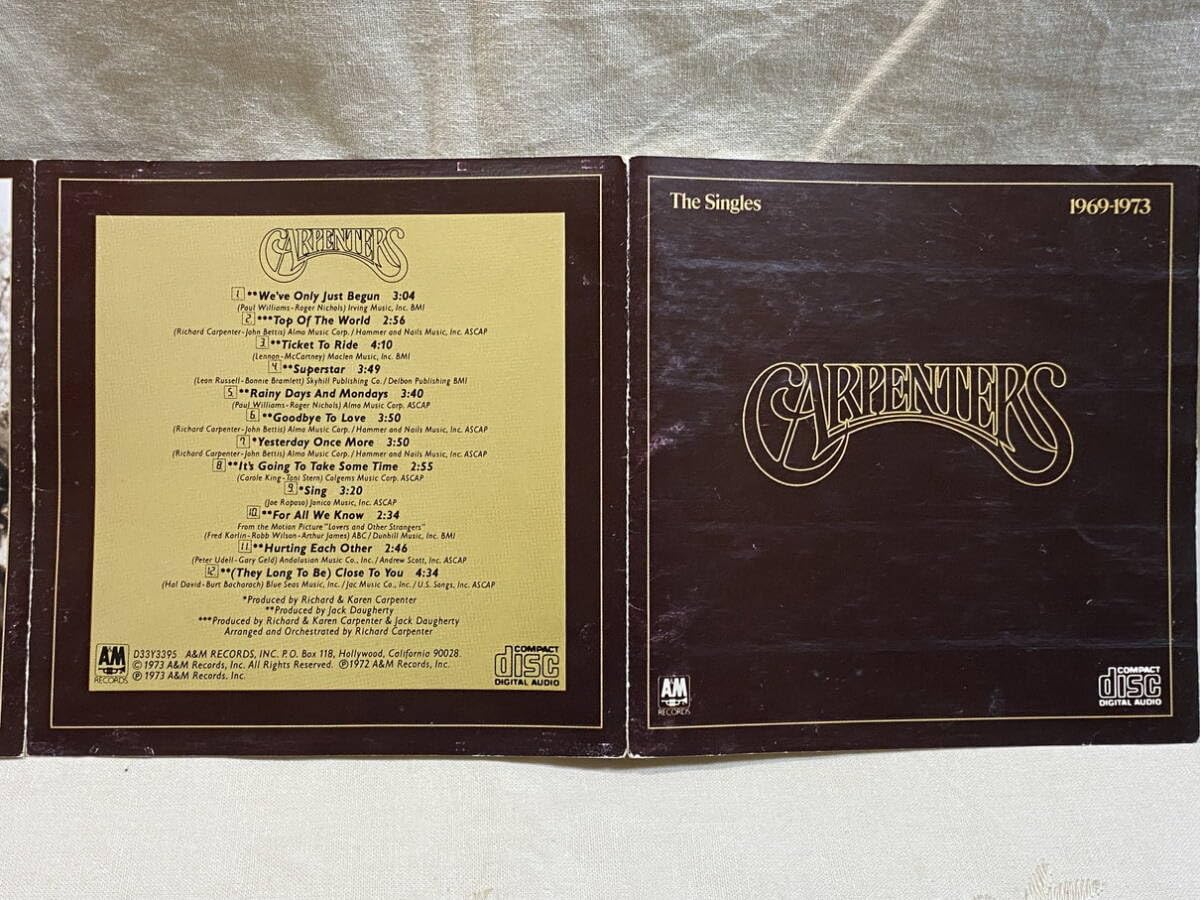 CARPENTERS
1. **We've Only Just Begun 3:04
(Paul Williams-Roger Nichols) Irving Music, Inc. BMI
2. ***Top Of The World 2:56
(Richard Carpenter-John Bettis) Almo Music Corp./Hammer and Nails Music, Inc. ASCAP
3. **Ticket To Ride 4:10
(Lennon-McCartney) Maclen Music, Inc. BMI
4. **Superstar 3:49
(Leon Russell-Bonnie Bramlett) Skyhill Publishing Co./Delbon Publishing BMI
5. **Rainy Days And Mondays 3:40
(Paul Williams-Roger Nichols) Almo Music Corp. ASCAP
6. **Goodbye To Love 3:50
(Richard Carpenter-John Bettis) Almo Music Corp./Hammer and Nails Music, Inc. ASCAP
7. *Yesterday Once More 3:50
(Richard Carpenter-John Bettis) Almo Music Corp./Hammer and Nails Music, Inc. ASCAP
8. **It's Going To Take Some Time 2:55
(Carole King-Toni Stern) Colgems Music Corp. ASCAP
9. *Sing 3:20
(Joe Raposo) Jonico Music, Inc. ASCAP
10. **For All We Know 2:34
From the Motion Picture "Lovers and Other Strangers"
(Fred Karlin-Robb Wilson-Arthur James) ABC/Dunhill Music, Inc. BMI
11. **Hurting Each Other 2:46
(Peter Udell-Gary Geld) Andalusian Music Co., Inc./Andrew Scott, Inc. ASCAP
12. **(They Long To Be) Close To You 4:34
(Hal David-Burt Bacharach) Blue Seas Music, Inc./Jac Music Co., Inc./U.S. Songs, Inc. ASCAP
*Produced by Richard & Karen Carpenter
**Produced by Jack Daugherty
***Produced by Richard & Karen Carpenter & Jack Daugherty
Arranged and Orchestrated by Richard Carpenter
A&M
RECORDS
D33Y3395 A&M RECORDS, INC. P.O. Box 118, Hollywood, California 90028.
© 1973 A&M Records, Inc. All Rights Reserved. ℗ 1972 A&M Records, Inc.
℗ 1973 A&M Records, Inc.
COMPACT
disc
DIGITAL AUDIO
The Singles 1969-1973
CARPENTERS
A&M
RECORDS
COMPACT
disc
DIGITAL AUDIO